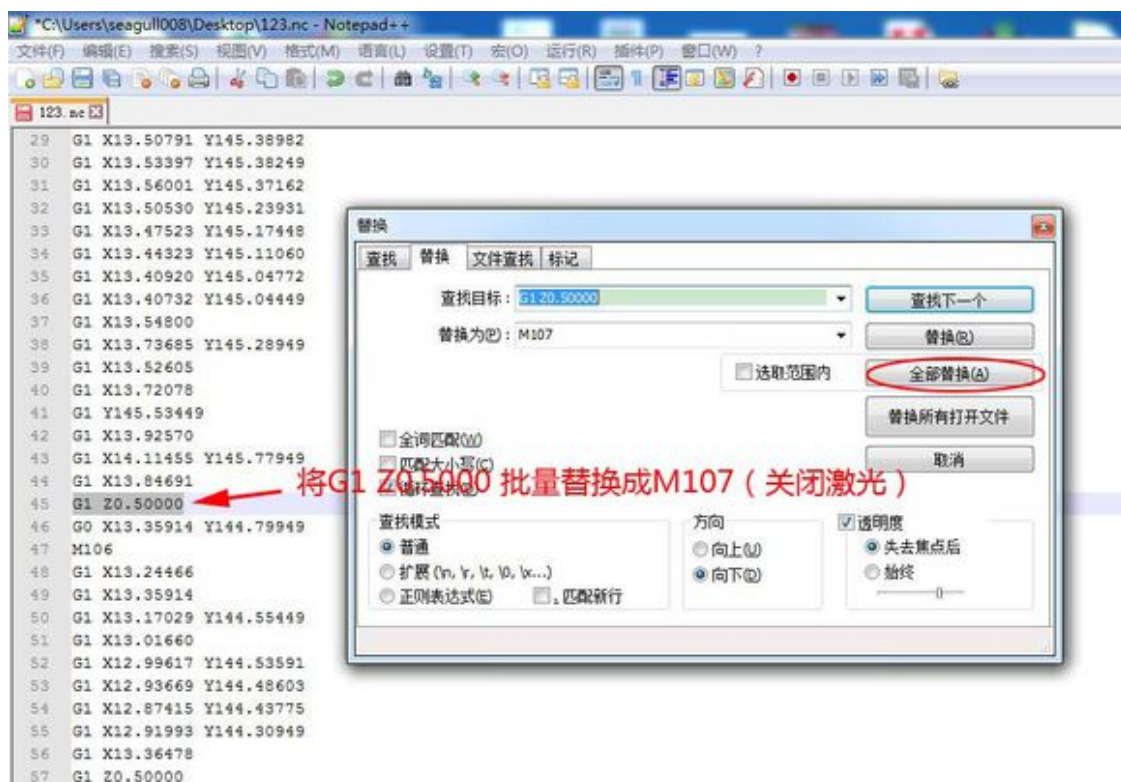 *C:\Users\seagull008\Desktop\123.nc - Notepad++
文件(F) 编辑(E) 搜索(S) 视图(V) 格式(M) 语言(L) 设置(T) 宏(O) 运行(R) 插件(P) 窗口(W) ?
123.nc
29 G1 X13.50791 Y145.38982
30 G1 X13.53397 Y145.38249
31 G1 X13.56001 Y145.37162
32 G1 X13.50530 Y145.23931
33 G1 X13.47523 Y145.17448
34 G1 X13.44323 Y145.11060
35 G1 X13.40920 Y145.04772
36 G1 X13.40732 Y145.04449
37 G1 X13.54800
38 G1 X13.73685 Y145.28949
39 G1 X13.52605
40 G1 X13.72078
41 G1 Y145.53449
42 G1 X13.92570
43 G1 X14.11455 Y145.77949
44 G1 X13.84691
45 G1 Z0.50000
46 G0 X13.35914 Y144.79949
47 M106
48 G1 X13.24466
49 G1 X13.35914
50 G1 X13.17029 Y144.55449
51 G1 X13.01660
52 G1 X12.99617 Y144.53591
53 G1 X12.93669 Y144.48603
54 G1 X12.87415 Y144.43775
55 G1 X12.91993 Y144.30949
56 G1 X13.36478
57 G1 Z0.50000
替换
查找 替换 文件查找 标记
查找目标: G1 Z0.50000 查找下一个
替换为(P): M107 替换(R)
选取范围内 全部替换(A)
替换所有打开文件
全词匹配(W)
匹配大小写(C) 取消
循环查找(P)
将G1 Z0.5000 批量替换成M107（关闭激光）
查找模式 方向 透明度
普通 向上(U) 失去焦点后
扩展 (\n, \r, \t, \0, \x...) 向下(D) 始终
正则表达式(E) . 匹配新行